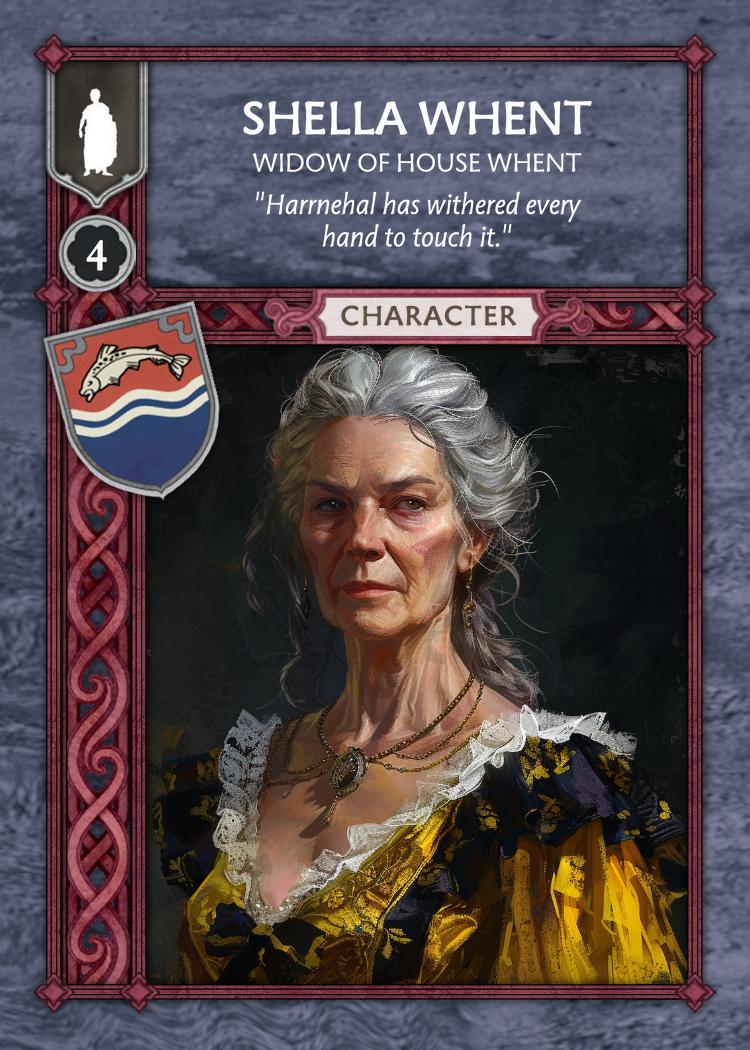 SHELLA WHENT
WIDOW OF HOUSE WHENT
"Harrnehal has withered every
hand to touch it."
4
CHARACTER